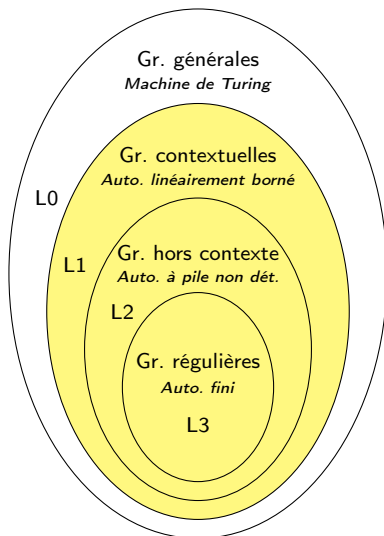 Gr. générales
Machine de Turing
Gr. contextuelles
Auto. linéairement borné
L0
Gr. hors contexte
L1
Auto. à pile non dét.
L2
Gr. régulières
Auto. fini
L3